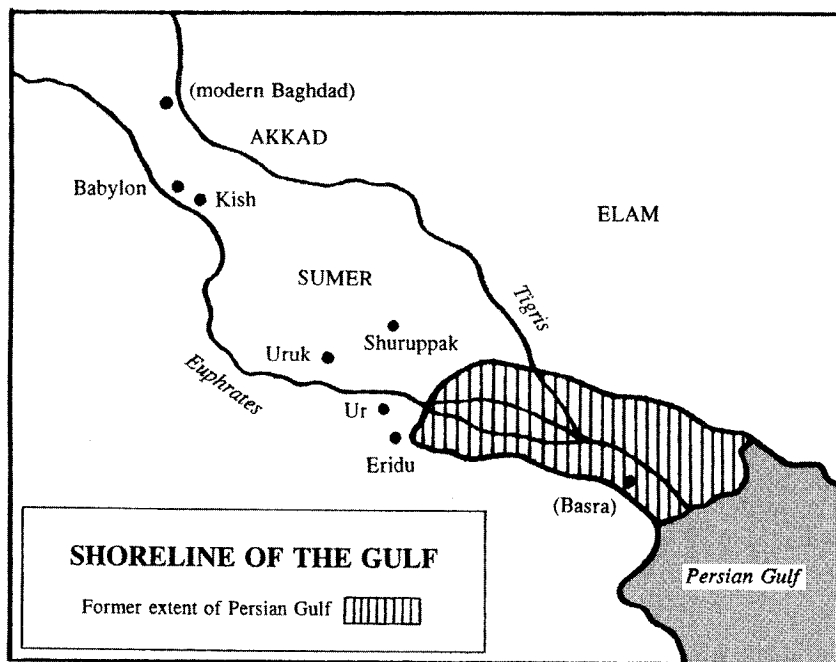 (modern Baghdad)
AKKAD
Babylon
Kish
ELAM
SUMER
Tigris
Shuruppak
Uruk
Euphrates
Ur
Eridu
(Basra)
SHORELINE OF THE GULF
Persian Gulf
Former extent of Persian Gulf